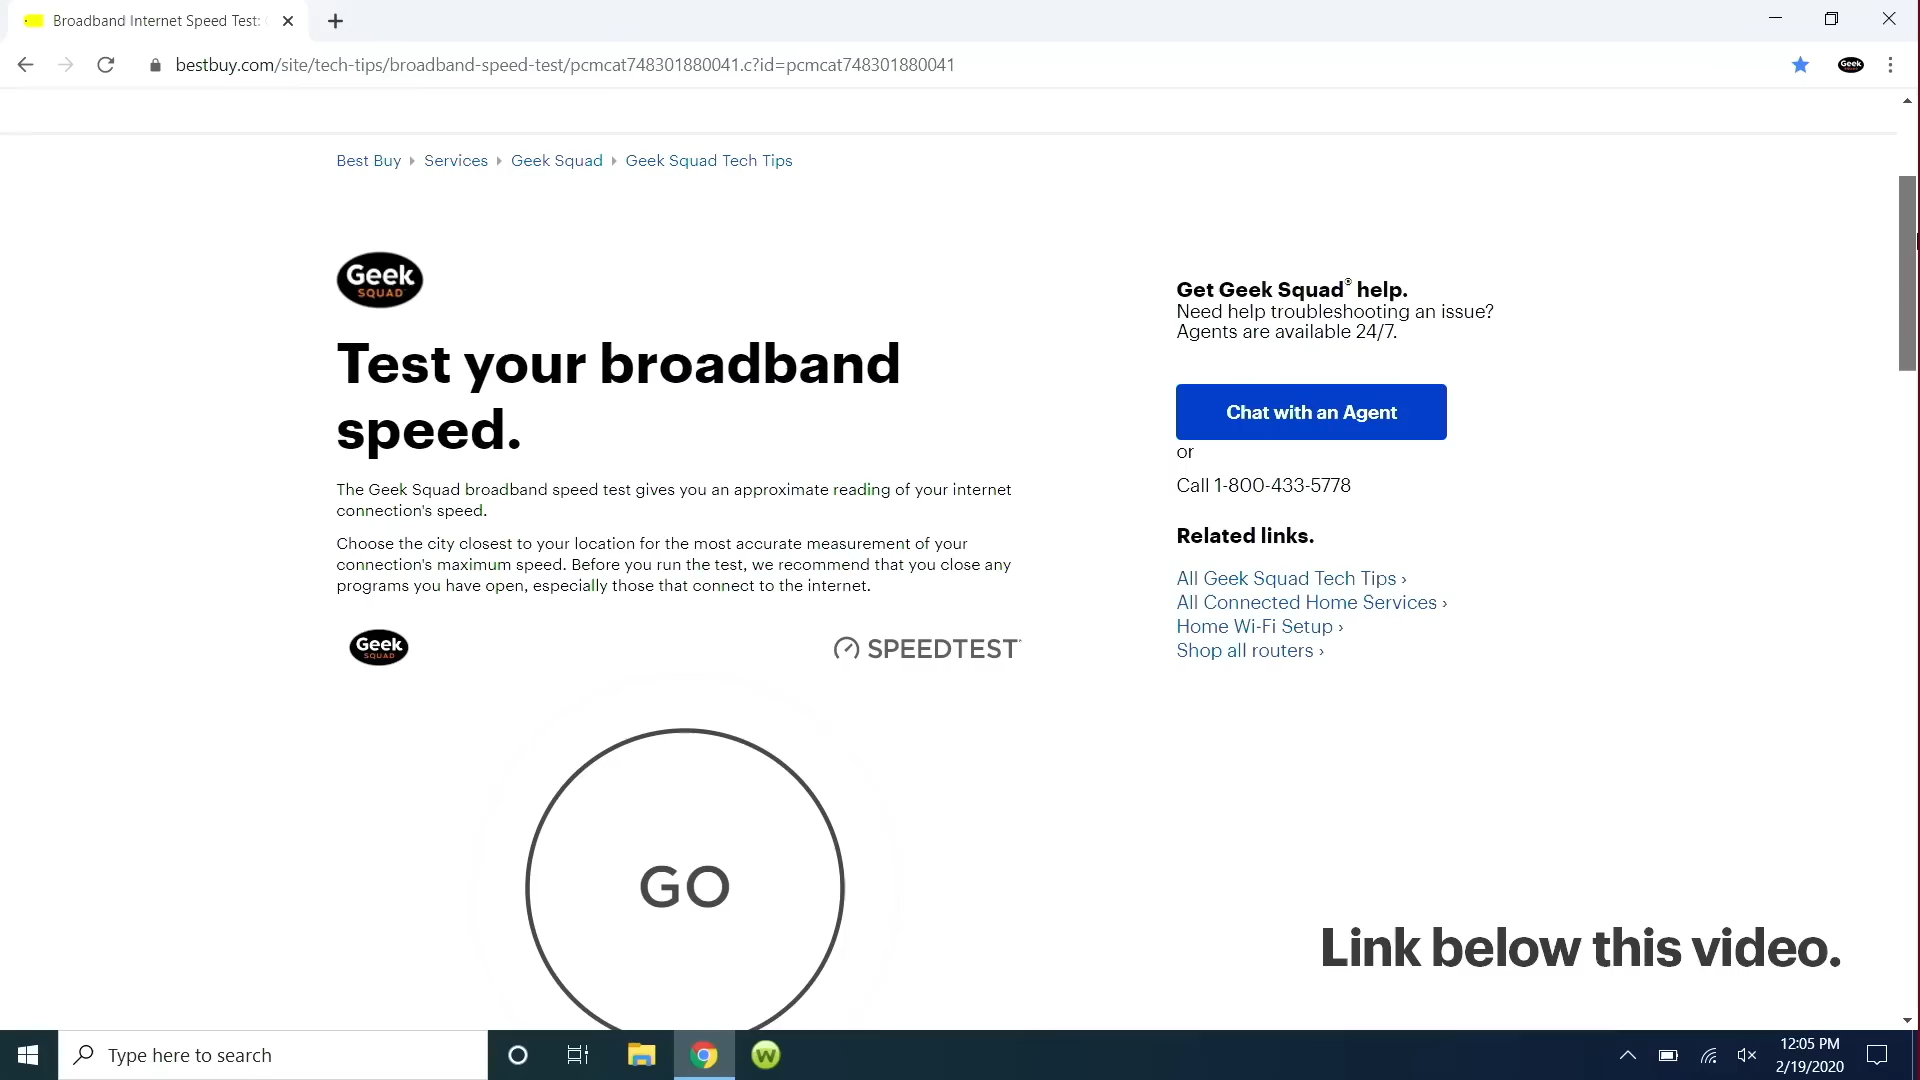 Broadband Internet Speed Test:
bestbuy.com/site/tech-tips/broadband-speed-test/pcmcat748301880041.c?id=pcmcat748301880041
Geek
Best Buy Services Geek Squad Geek Squad Tech Tips
Geek
SQUAD
Test your broadband
speed.
The Geek Squad broadband speed test gives you an approximate reading of your internet
connection's speed.
Choose the city closest to your location for the most accurate measurement of your
connection's maximum speed. Before you run the test, we recommend that you close any
programs you have open, especially those that connect to the internet.
Geek
SQUAD
SPEEDTEST
GO
Get Geek Squad® help.
Need help troubleshooting an issue?
Agents are available 24/7.
Chat with an Agent
or
Call 1-800-433-5778
Related links.
All Geek Squad Tech Tips ›
All Connected Home Services ›
Home Wi-Fi Setup ›
Shop all routers ›
Link below this video.
Type here to search
W
12:05 PM
2/19/2020